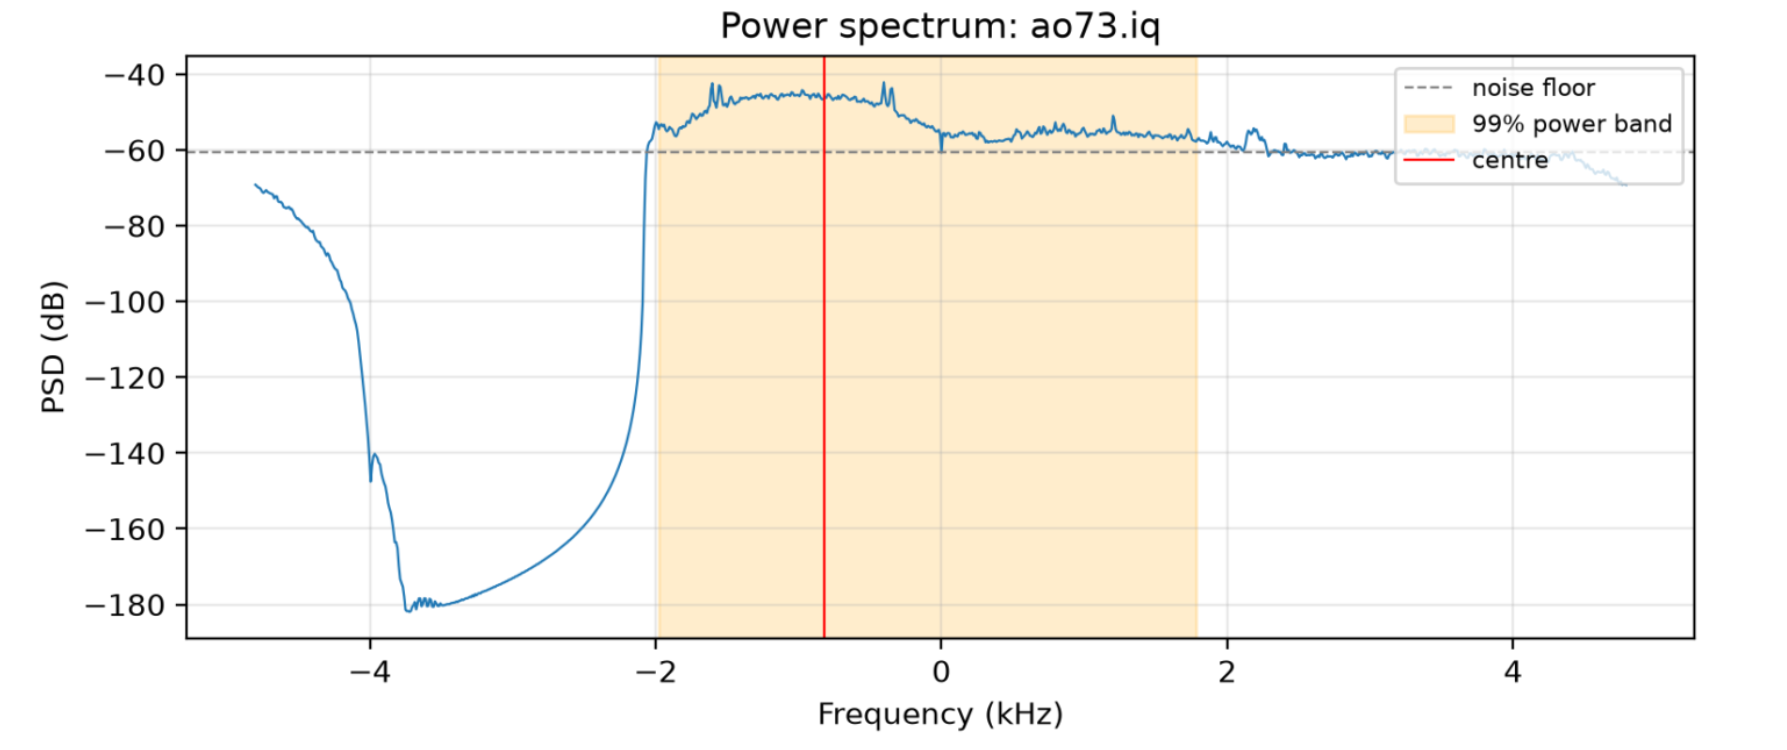 Power spectrum: ao73.iq
noise floor
99% power band
centre
−40
−60
−80
−100
−120
−140
−160
−180
PSD (dB)
−4
−2
0
2
4
Frequency (kHz)